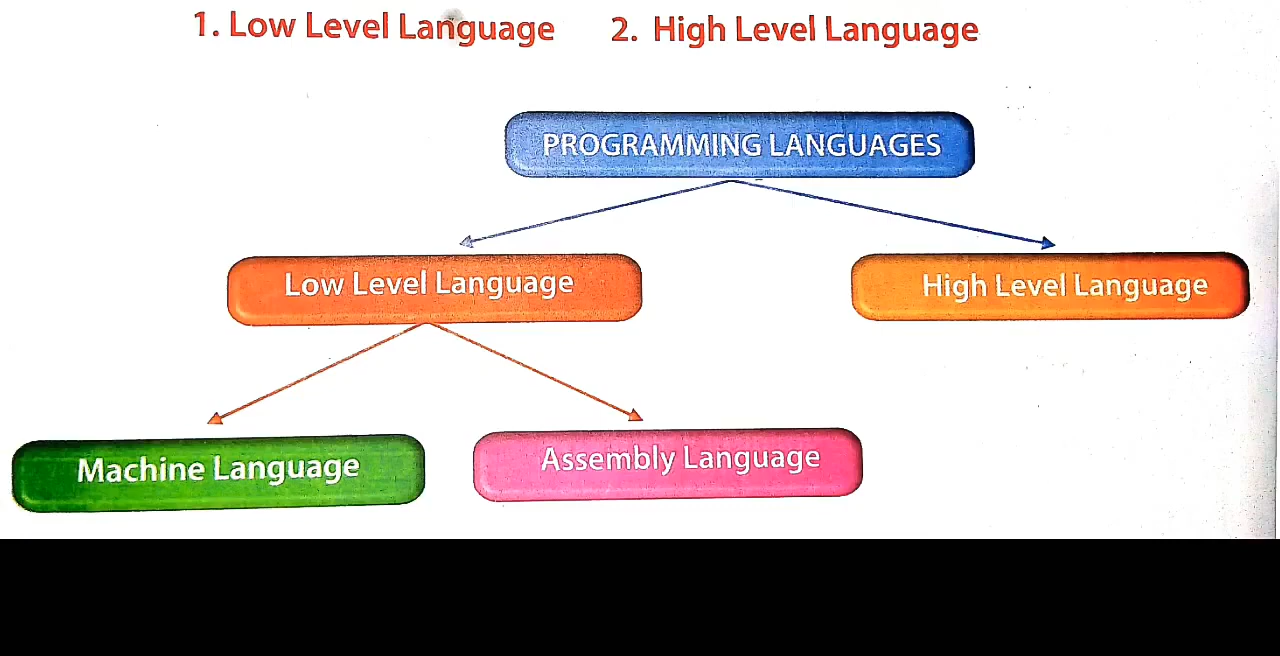 1. Low Level Language 2. High Level Language
PROGRAMMING LANGUAGES
Low Level Language
High Level Language
Machine Language
Assembly Language